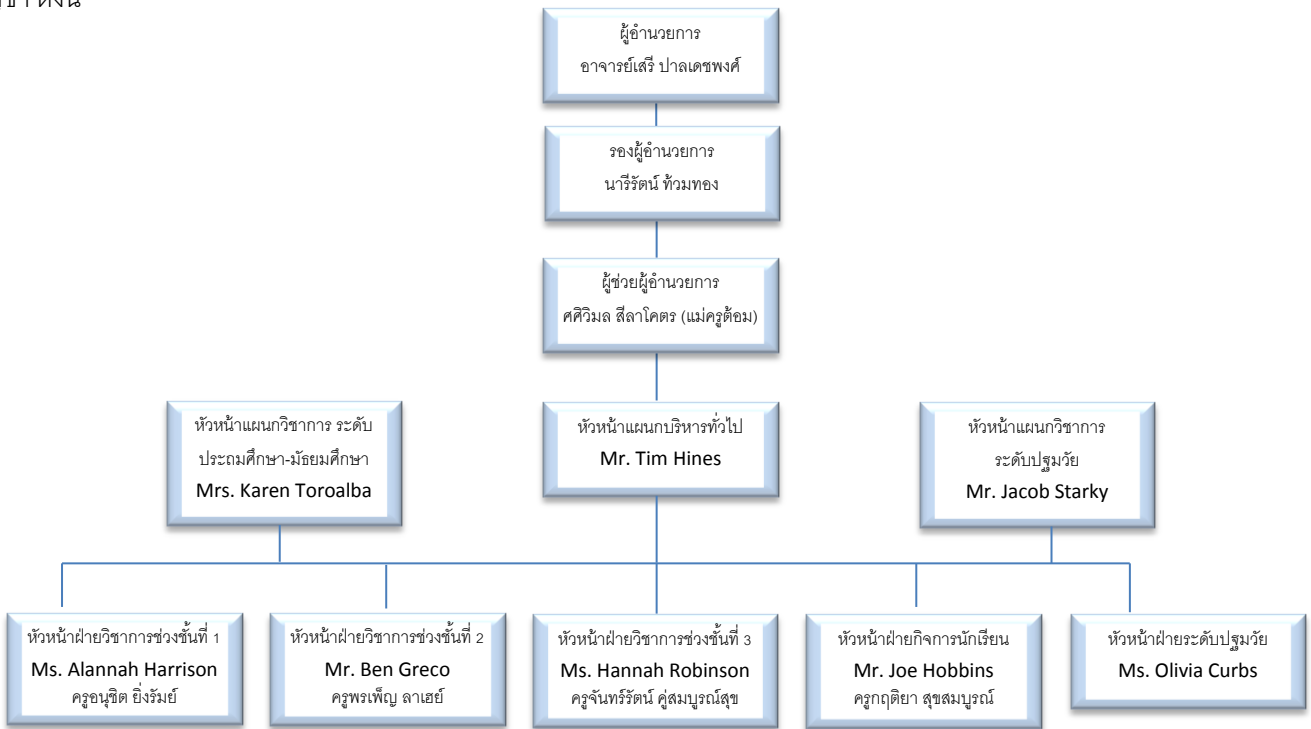 ผู้อำนวยการ
อาจารย์เสรี ปาลเดชพงศ์
รองผู้อำนวยการ
นารีรัตน์ ท้วมทอง
ผู้ช่วยผู้อำนวยการ
ศศิวิมล สีลาโคตร (แม่ครูต้อม)
หัวหน้าแผนกวิชาการ ระดับ
ประถมศึกษา-มัธยมศึกษา
Mrs. Karen Toroalba
หัวหน้าแผนกบริหารทั่วไป
Mr. Tim Hines
หัวหน้าแผนกวิชาการ
ระดับปฐมวัย
Mr. Jacob Starky
หัวหน้าฝ่ายวิชาการช่วงชั้นที่ 1
Ms. Alannah Harrison
ครูอนุชิต ยิ่งรัมย์
หัวหน้าฝ่ายวิชาการช่วงชั้นที่ 2
Mr. Ben Greco
ครูพรเพ็ญ ลาเฮย์
หัวหน้าฝ่ายวิชาการช่วงชั้นที่ 3
Ms. Hannah Robinson
ครูจันทร์รัตน์ คู่สมบูรณ์สุข
หัวหน้าฝ่ายกิจการนักเรียน
Mr. Joe Hobbins
ครูกฤติยา สุขสมบูรณ์
หัวหน้าฝ่ายระดับปฐมวัย
Ms. Olivia Curbs